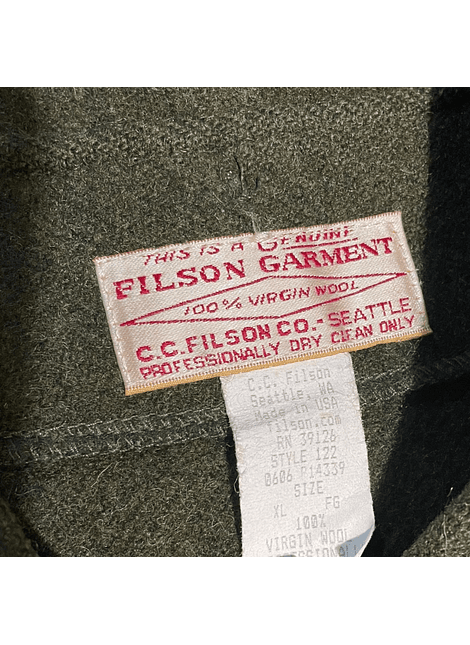 THIS IS A GENUINE
FILSON GARMENT
100% VIRGIN WOOL
C.C.FILSON CO.- SEATTLE
PROFESSIONALLY DRY CLEAN ONLY
C.C. Filson
Seattle, WA
Made in USA
filson.com
RN 39126
STYLE 122
0606 P14339
SIZE
XL FG
100%
VIRGIN WOOL